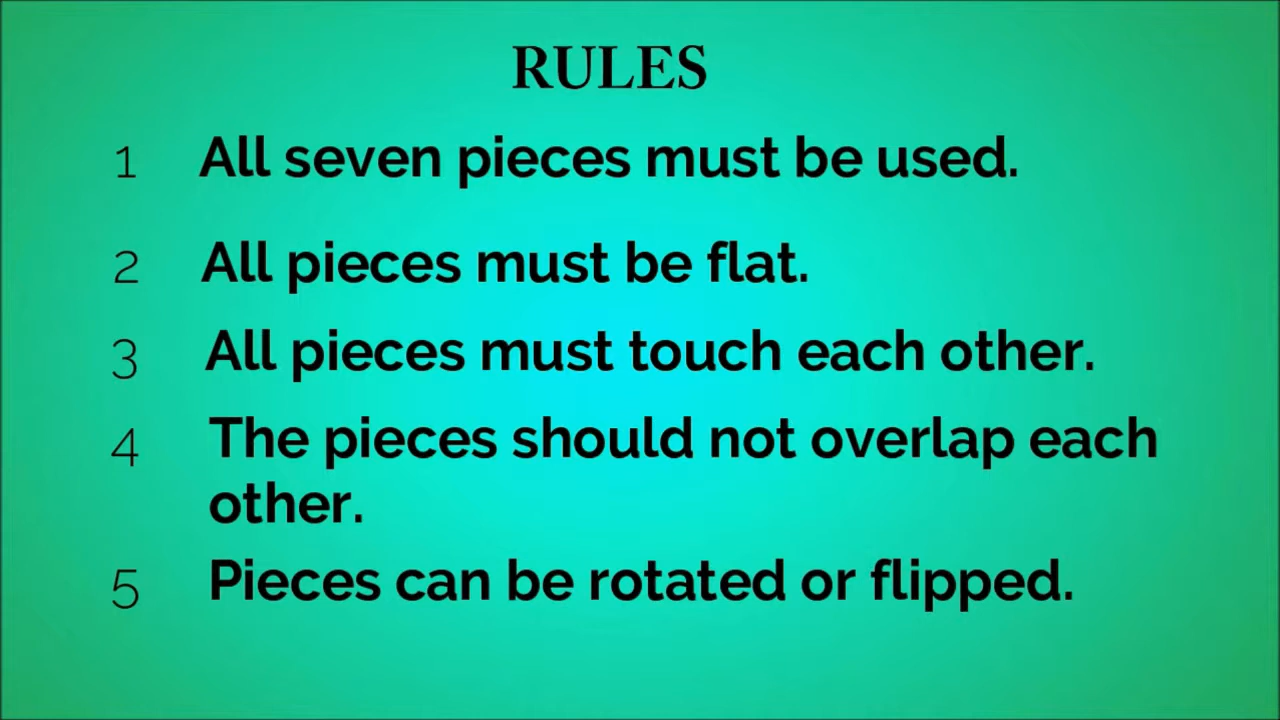 RULES
1 All seven pieces must be used.
2 All pieces must be flat.
3 All pieces must touch each other.
4 The pieces should not overlap each
other.
5 Pieces can be rotated or flipped.